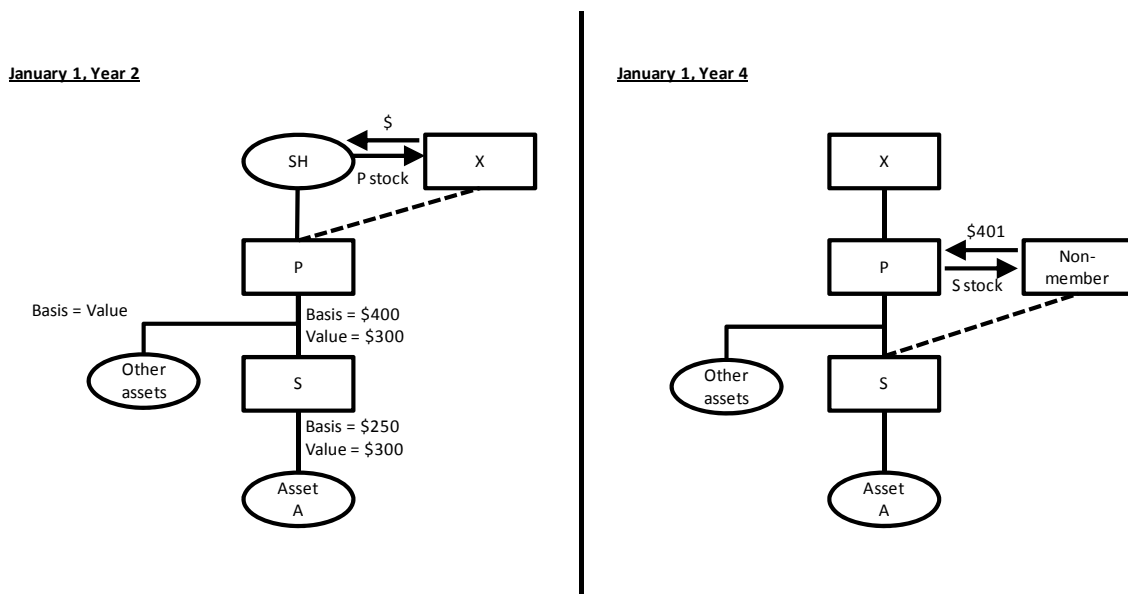 January 1, Year 2
$
SH
X
P stock
P
Basis = Value
Basis = $400
Value = $300
Other
assets
S
Basis = $250
Value = $300
Asset
A
January 1, Year 4
X
$401
P
Non-
member
S stock
Other
assets
S
Asset
A